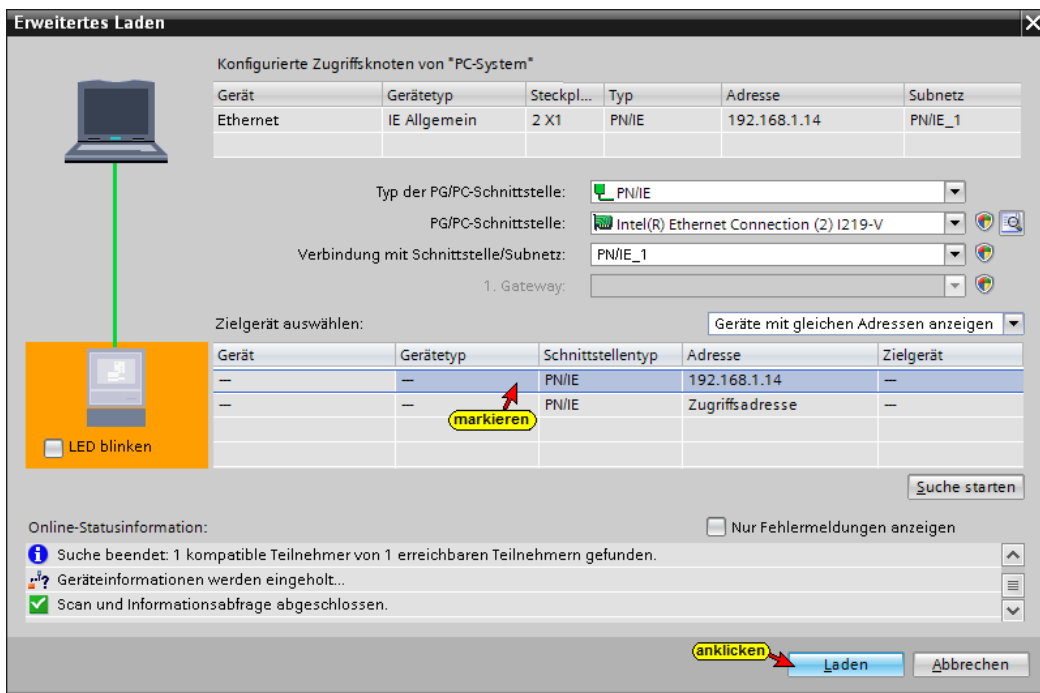 Erweitertes Laden
Konfigurierte Zugriffsknoten von "PC-System"
Gerät Gerätetyp Steckpl... Typ Adresse Subnetz
Ethernet IE Allgemein 2 X1 PN/IE 192.168.1.14 PN/IE_1
Typ der PG/PC-Schnittstelle: PN/IE
PG/PC-Schnittstelle: Intel(R) Ethernet Connection (2) I219-V
Verbindung mit Schnittstelle/Subnetz: PN/IE_1
1. Gateway:
Zielgerät auswählen: Geräte mit gleichen Adressen anzeigen
Gerät Gerätetyp Schnittstellentyp Adresse Zielgerät
— — PN/IE 192.168.1.14 —
— — PN/IE Zugriffsadresse —
markieren
LED blinken
Suche starten
Online-Statusinformation: Nur Fehlermeldungen anzeigen
Suche beendet: 1 kompatible Teilnehmer von 1 erreichbaren Teilnehmern gefunden.
Geräteinformationen werden eingeholt...
Scan und Informationsabfrage abgeschlossen.
anklicken
Laden Abbrechen